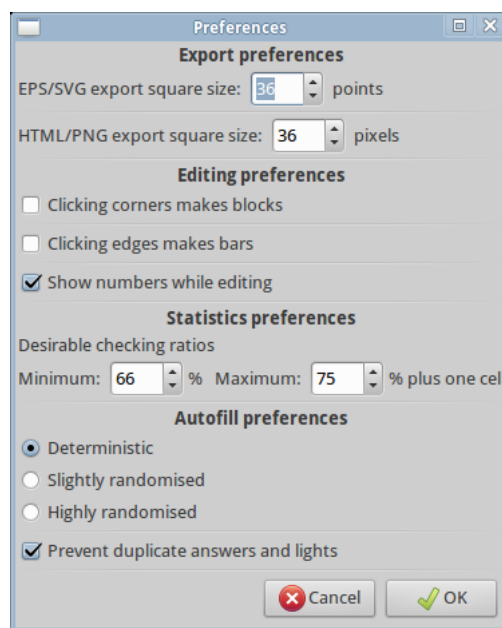 Preferences
Export preferences
EPS/SVG export square size: 36 points
HTML/PNG export square size: 36 pixels
Editing preferences
Clicking corners makes blocks
Clicking edges makes bars
Show numbers while editing
Statistics preferences
Desirable checking ratios
Minimum: 66 % Maximum: 75 % plus one cel
Autofill preferences
Deterministic
Slightly randomised
Highly randomised
Prevent duplicate answers and lights
Cancel OK